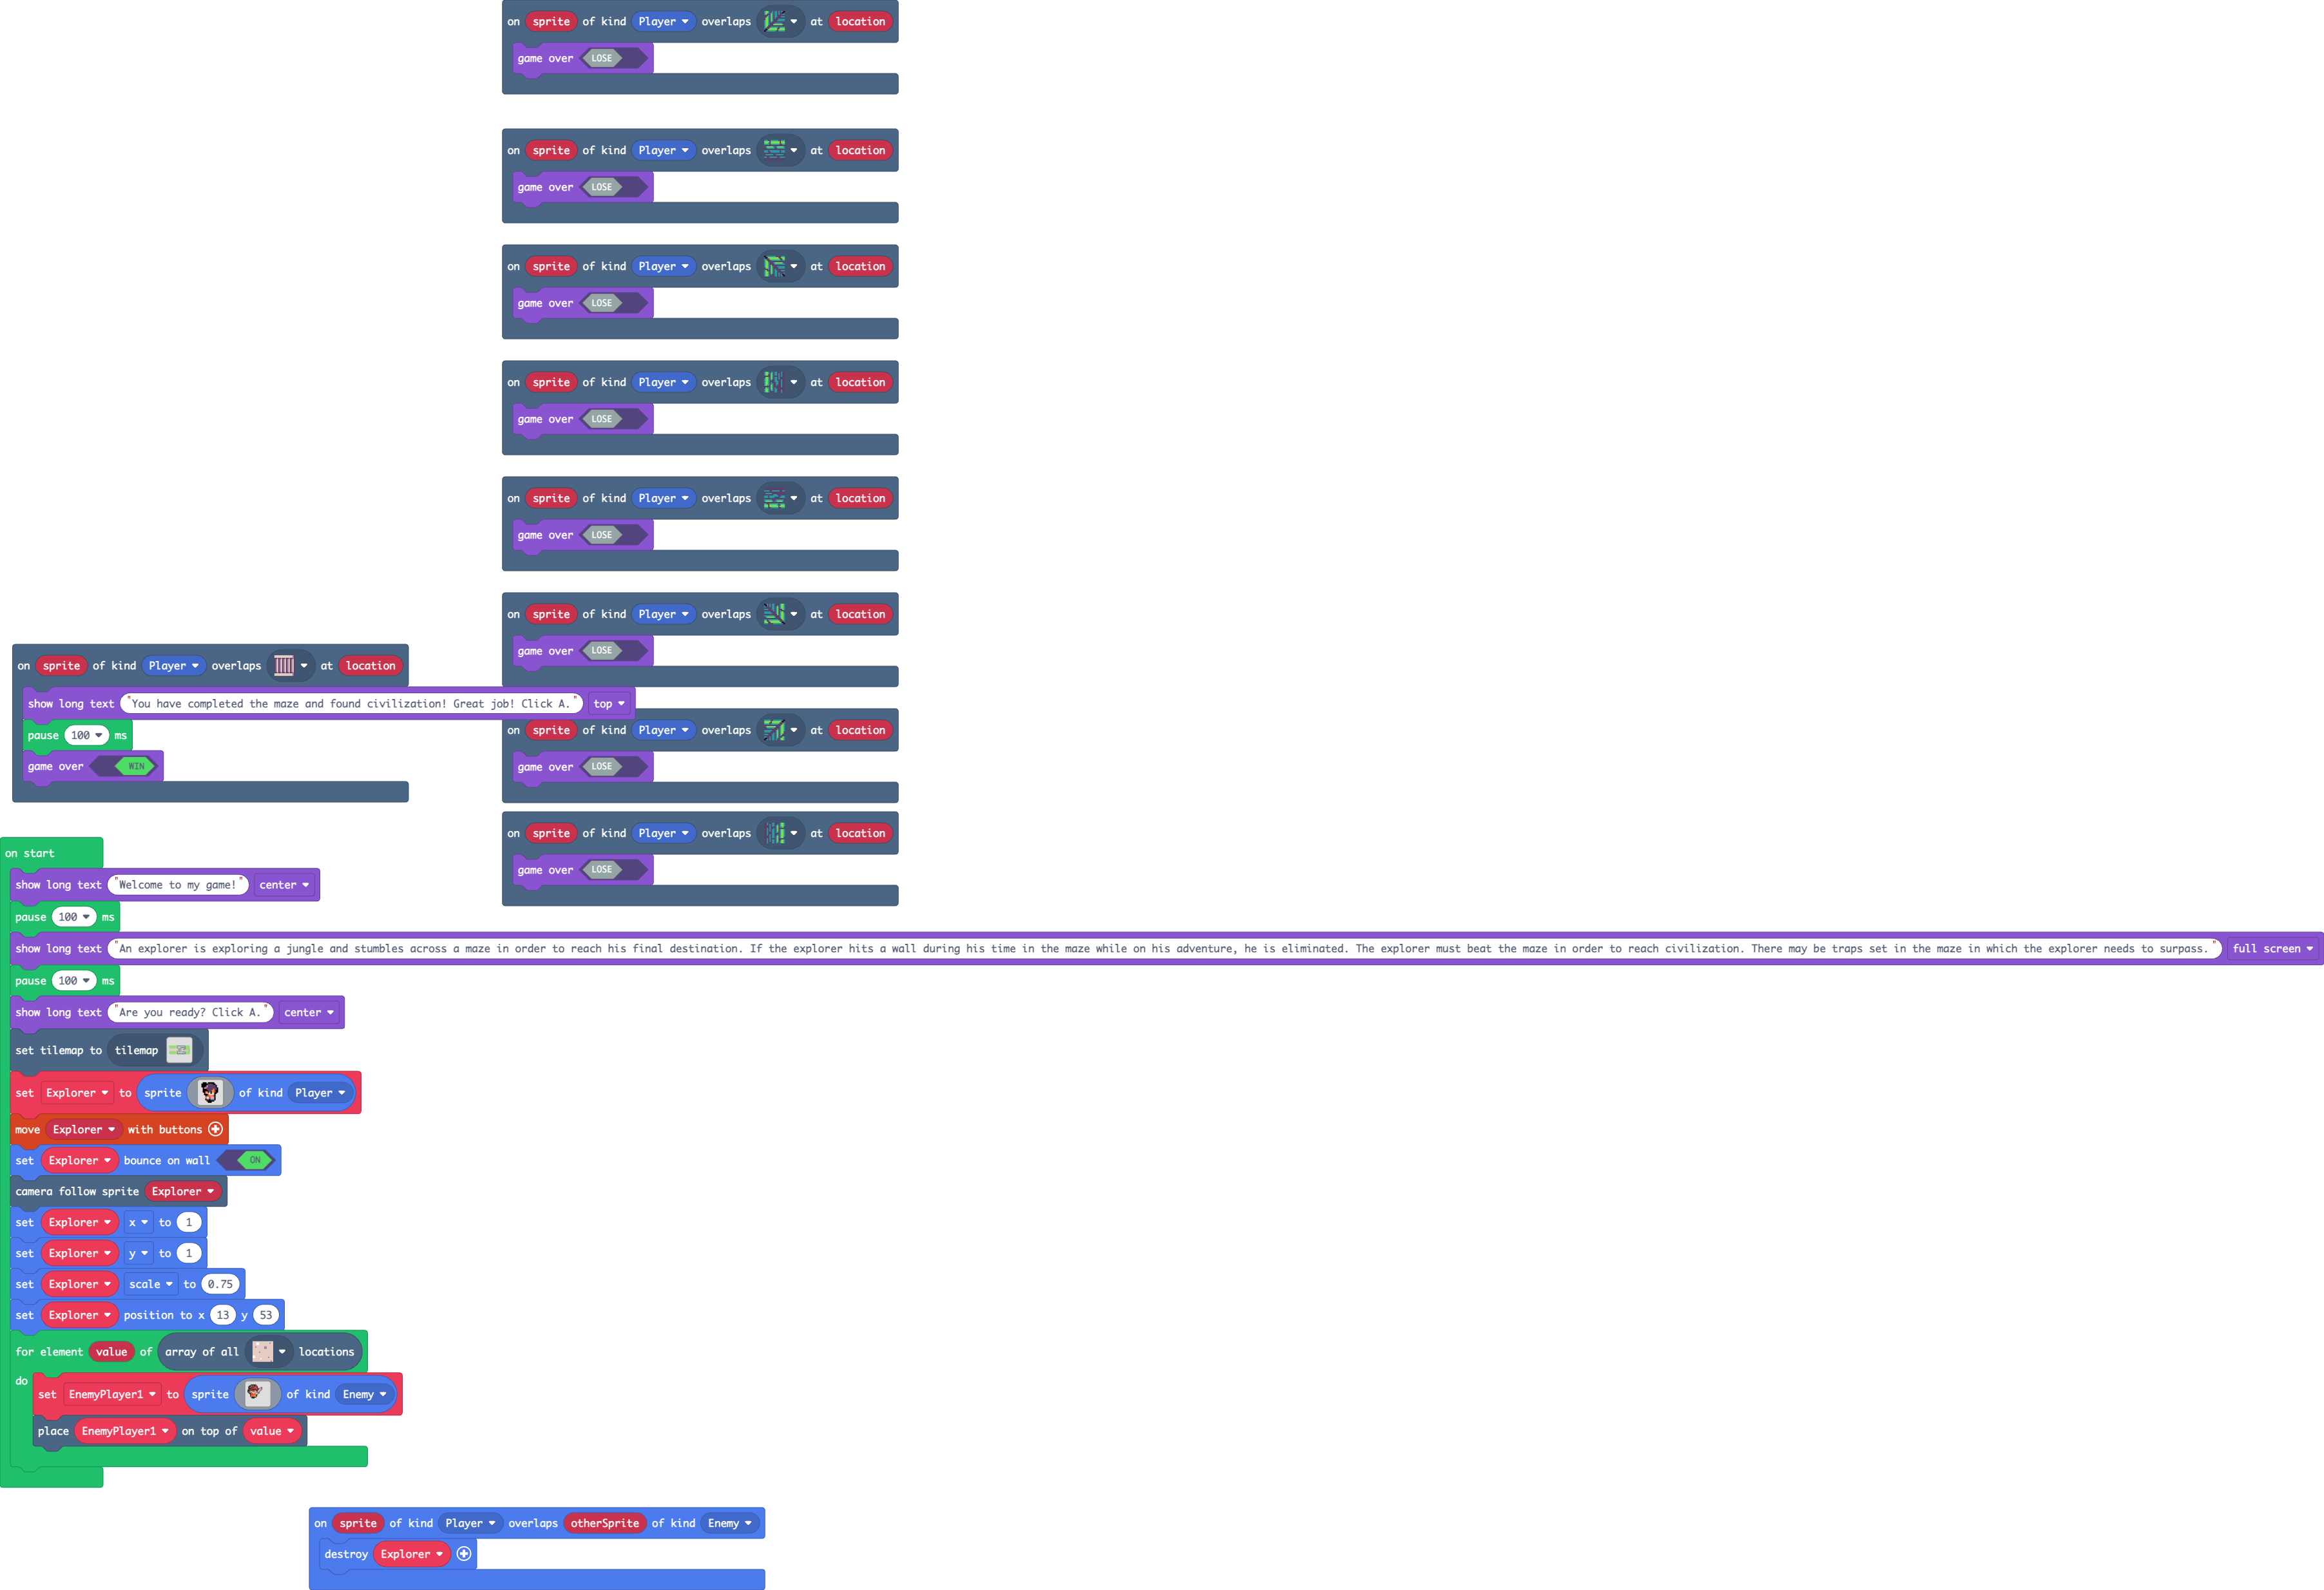 on sprite of kind Player overlaps at location
game over LOSE
on sprite of kind Player overlaps at location
game over LOSE
on sprite of kind Player overlaps at location
game over LOSE
on sprite of kind Player overlaps at location
game over LOSE
on sprite of kind Player overlaps at location
game over LOSE
on sprite of kind Player overlaps at location
game over LOSE
on sprite of kind Player overlaps at location
show long text "You have completed the maze and found civilization! Great job! Click A." top
pause 100 ms
game over WIN
on sprite of kind Player overlaps at location
game over LOSE
on sprite of kind Player overlaps at location
game over LOSE
on start
show long text "Welcome to my game!" center
pause 100 ms
show long text "An explorer is exploring a jungle and stumbles across a maze in order to reach his final destination. If the explorer hits a wall during his time in the maze while on his adventure, he is eliminated. The explorer must beat the maze in order to reach civilization. There may be traps set in the maze in which the explorer needs to surpass." full screen
pause 100 ms
show long text "Are you ready? Click A." center
set tilemap to tilemap
set Explorer to sprite of kind Player
move Explorer with buttons
set Explorer bounce on wall ON
camera follow sprite Explorer
set Explorer x to 1
set Explorer y to 1
set Explorer scale to 0.75
set Explorer position to x 13 y 53
for element value of array of all locations
do
set EnemyPlayer1 to sprite of kind Enemy
place EnemyPlayer1 on top of value
on sprite of kind Player overlaps otherSprite of kind Enemy
destroy Explorer